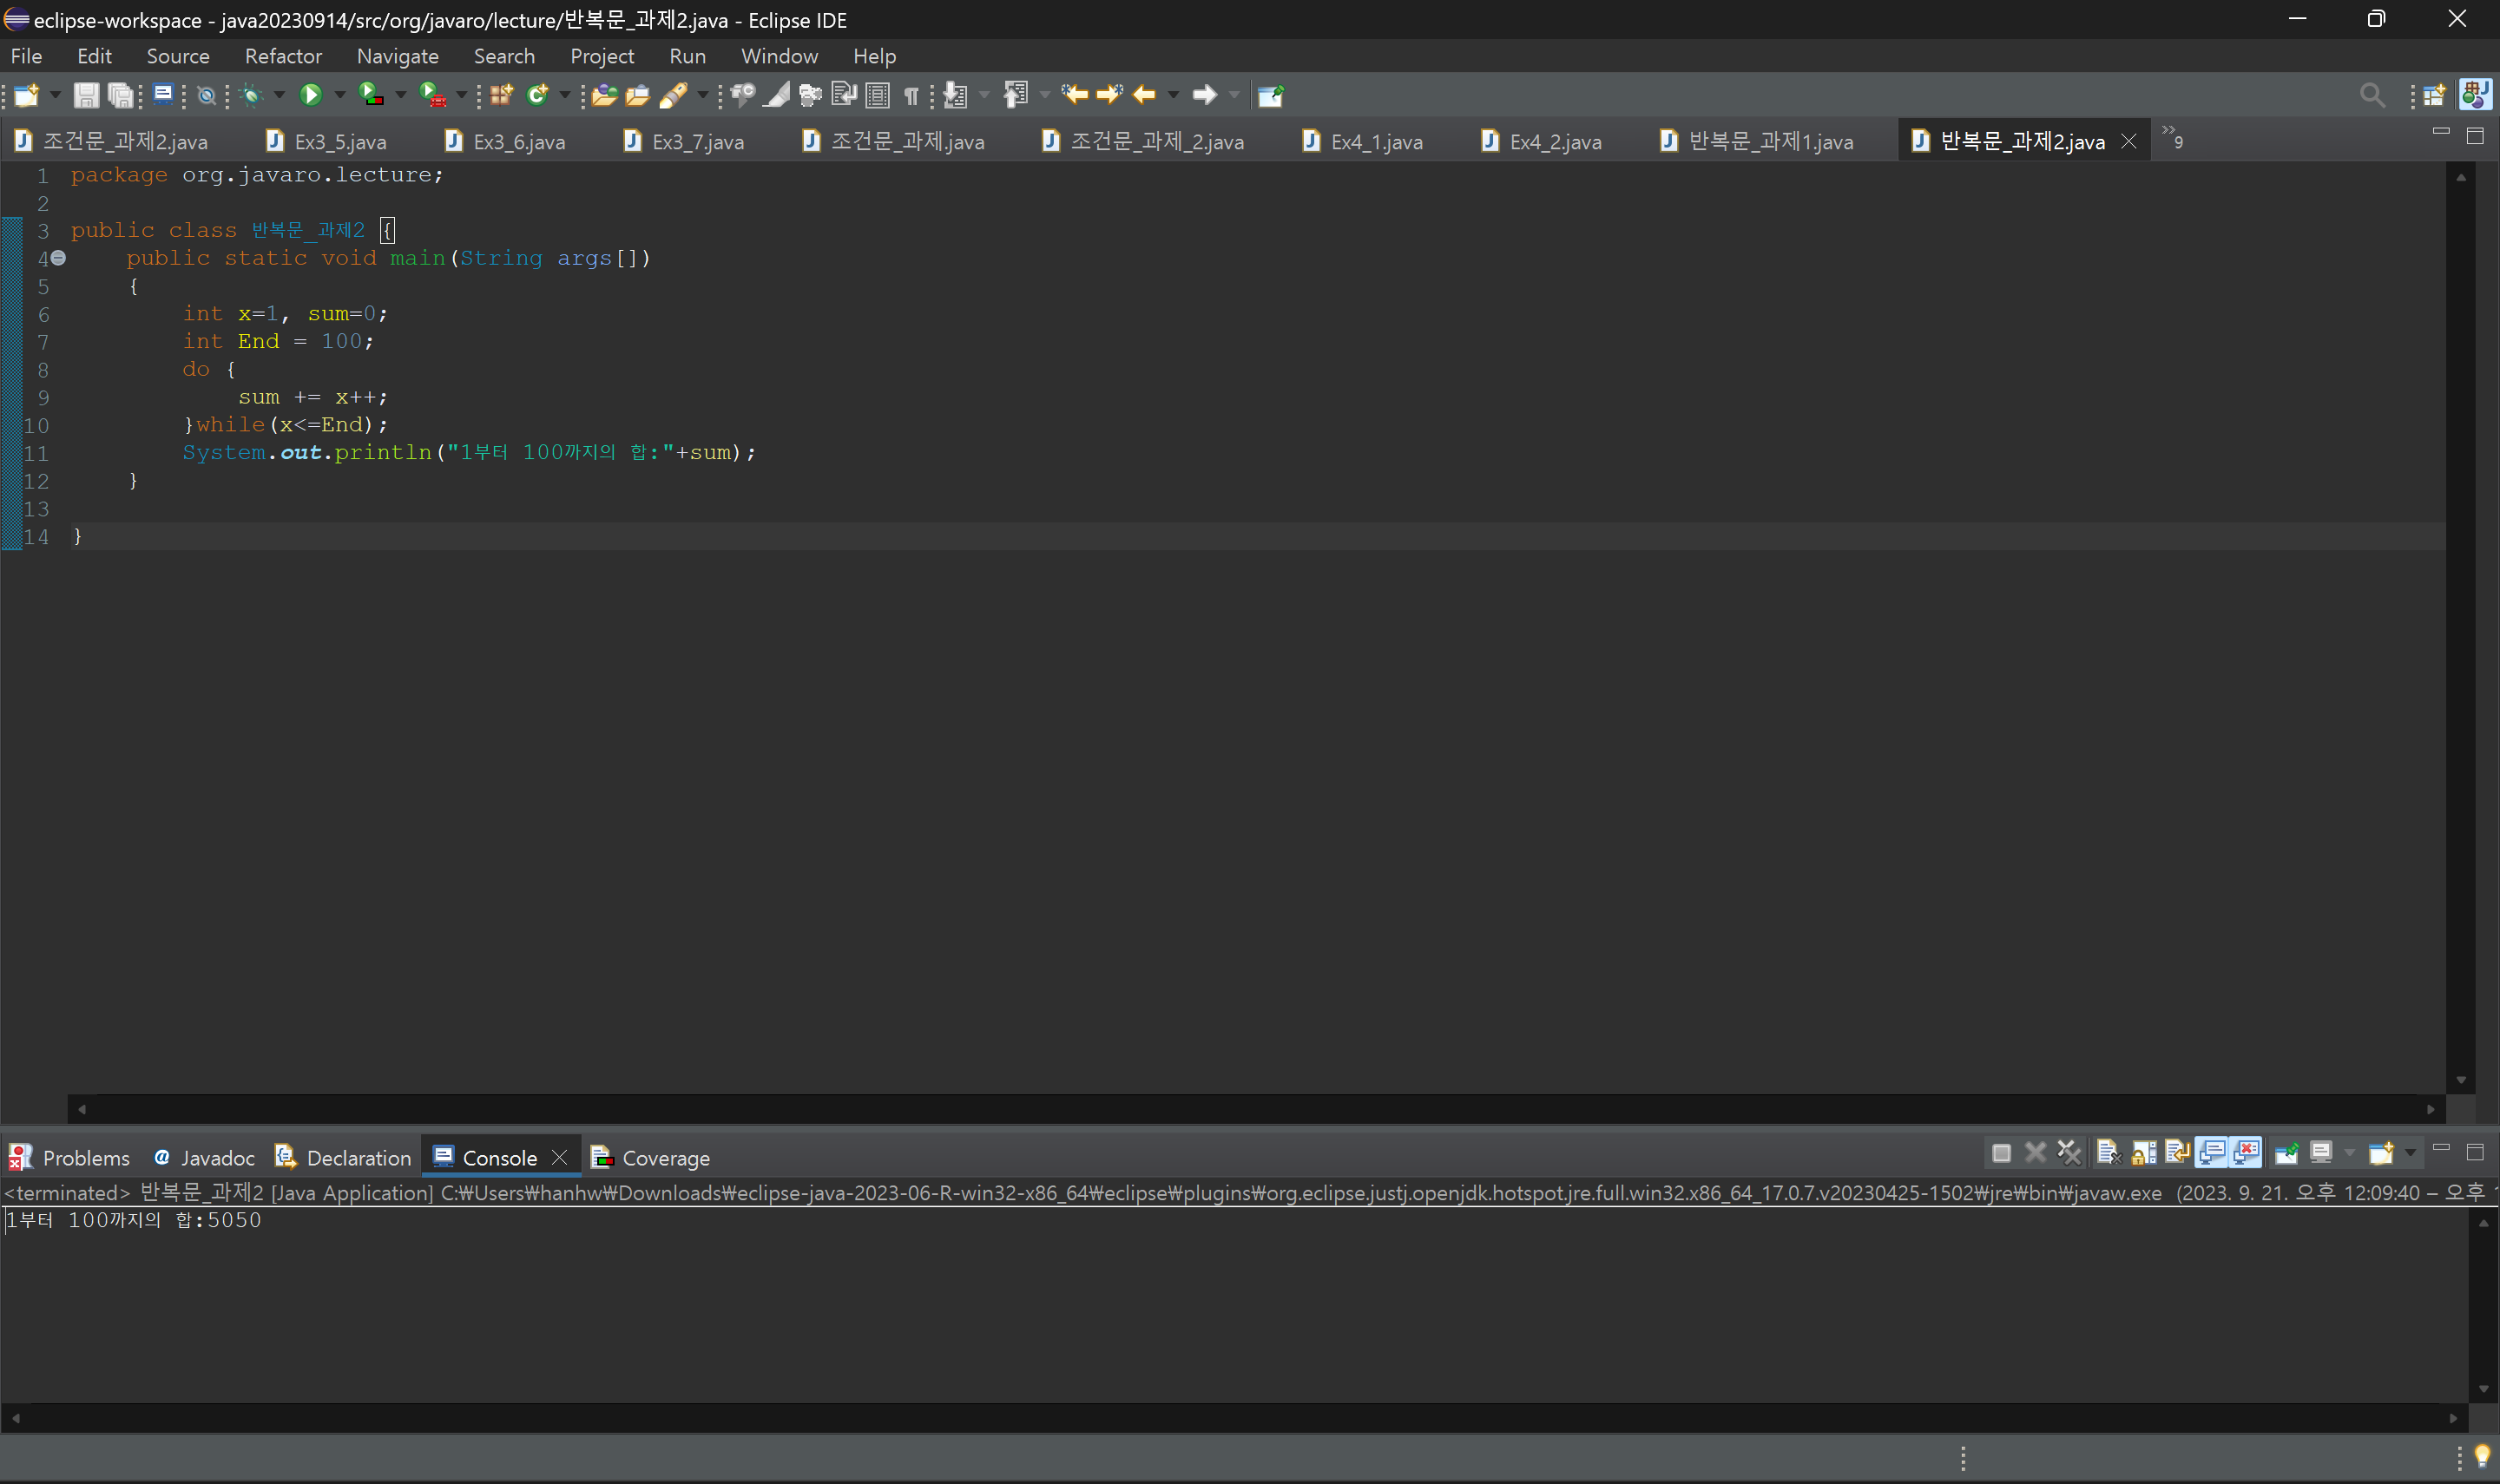 eclipse-workspace - java20230914/src/org/javaro/lecture/반복문_과제2.java - Eclipse IDE
File Edit Source Refactor Navigate Search Project Run Window Help
조건문_과제2.java Ex3_5.java Ex3_6.java Ex3_7.java 조건문_과제.java 조건문_과제_2.java Ex4_1.java Ex4_2.java 반복문_과제1.java 반복문_과제2.java »9
1 package org.javaro.lecture;
2
3 public class 반복문_과제2 {
4 public static void main(String args[])
5 {
6 int x=1, sum=0;
7 int End = 100;
8 do {
9 sum += x++;
10 }while(x<=End);
11 System.out.println("1부터 100까지의 합:"+sum);
12 }
13
14 }
Problems @ Javadoc Declaration Console Coverage
<terminated> 반복문_과제2 [Java Application] C:₩Users₩hanhw₩Downloads₩eclipse-java-2023-06-R-win32-x86_64₩eclipse₩plugins₩org.eclipse.justj.openjdk.hotspot.jre.full.win32.x86_64_17.0.7.v20230425-1502₩jre₩bin₩javaw.exe (2023. 9. 21. 오후 12:09:40 – 오후
1부터 100까지의 합:5050